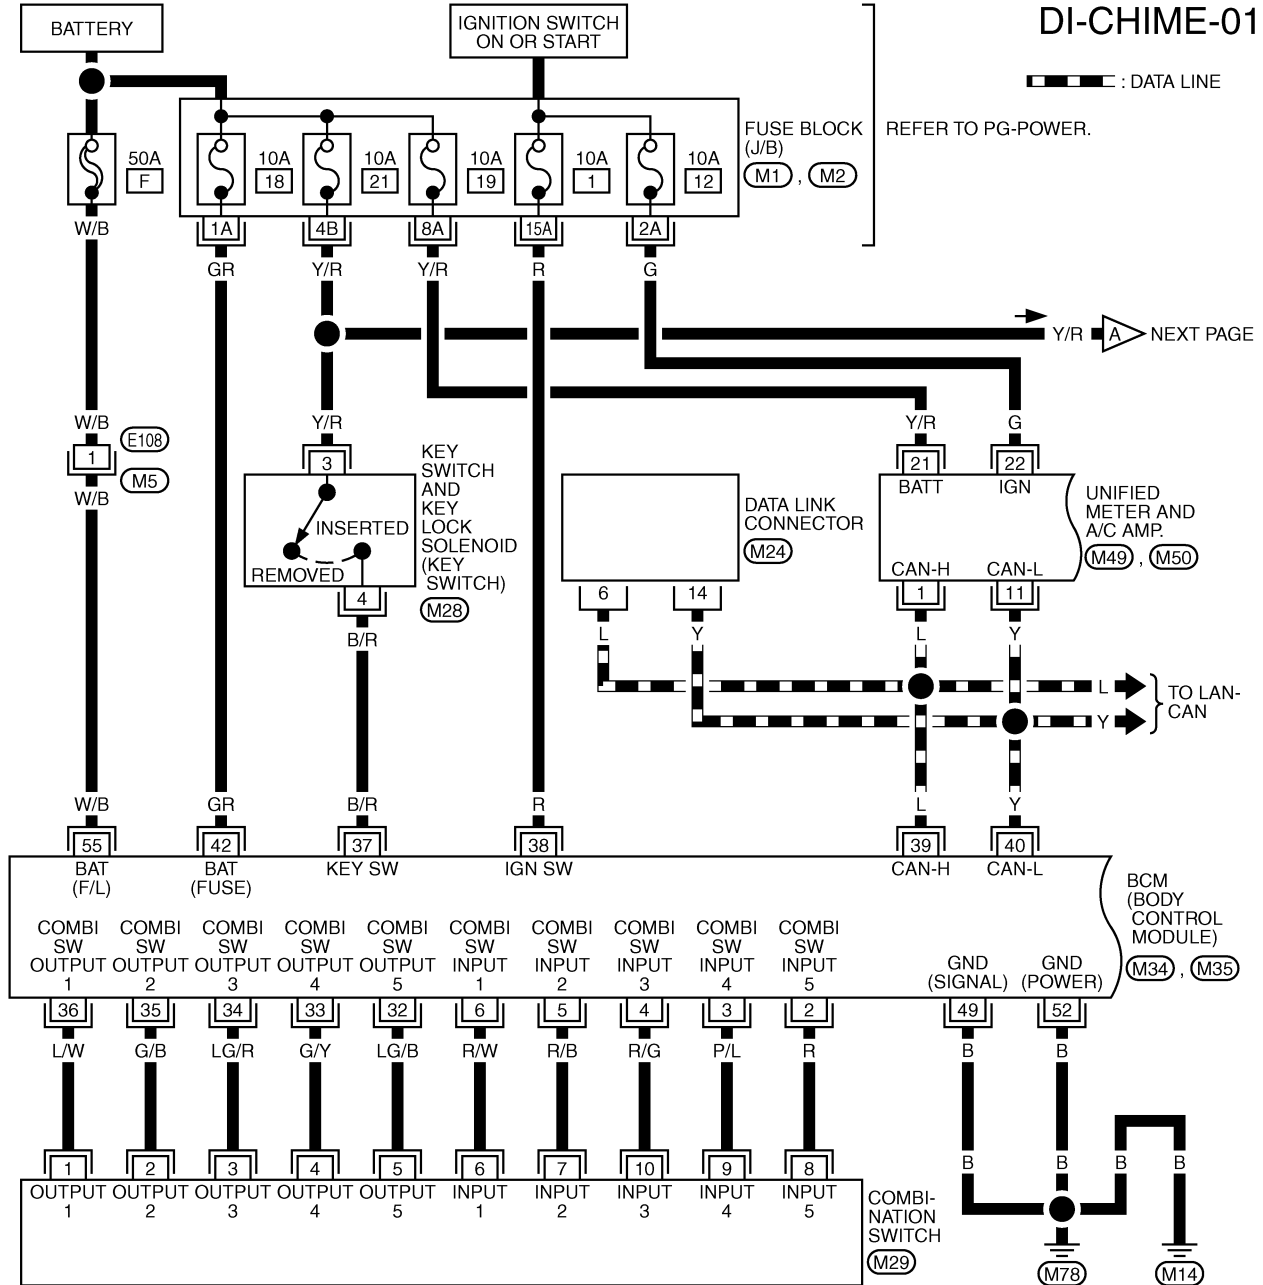 DI-CHIME-01
BATTERY
IGNITION SWITCH
ON OR START
: DATA LINE
FUSE BLOCK
(J/B)
M1 , M2
REFER TO PG-POWER.
50A
F
10A
18
10A
21
10A
19
10A
1
10A
12
1A 4B 8A 15A 2A
W/B GR Y/R Y/R R G
Y/R A NEXT PAGE
W/B Y/R Y/R G
1 E108
M5
W/B
3
KEY
SWITCH
AND
KEY
LOCK
SOLENOID
(KEY
SWITCH)
M28
INSERTED
REMOVED
4
B/R
DATA LINK
CONNECTOR
M24
6 14
L Y
21 22
BATT IGN
UNIFIED
METER AND
A/C AMP.
M49 , M50
CAN-H CAN-L
1 11
L Y
L
Y
TO LAN-
CAN
W/B GR B/R R L Y
55 42 37 38 39 40
BAT
(F/L)
BAT
(FUSE)
KEY SW
IGN SW
CAN-H
CAN-L
BCM
(BODY
CONTROL
MODULE)
M34 , M35
COMBI
SW
OUTPUT
1
COMBI
SW
OUTPUT
2
COMBI
SW
OUTPUT
3
COMBI
SW
OUTPUT
4
COMBI
SW
OUTPUT
5
COMBI
SW
INPUT
1
COMBI
SW
INPUT
2
COMBI
SW
INPUT
3
COMBI
SW
INPUT
4
COMBI
SW
INPUT
5
GND
(SIGNAL)
GND
(POWER)
36 35 34 33 32 6 5 4 3 2 49 52
L/W G/B LG/R G/Y LG/B R/W R/B R/G P/L R B B
B B B B
1 2 3 4 5 6 7 10 9 8
OUTPUT
1
OUTPUT
2
OUTPUT
3
OUTPUT
4
OUTPUT
5
INPUT
1
INPUT
2
INPUT
3
INPUT
4
INPUT
5
COMBI-
NATION
SWITCH
M29
M78 M14